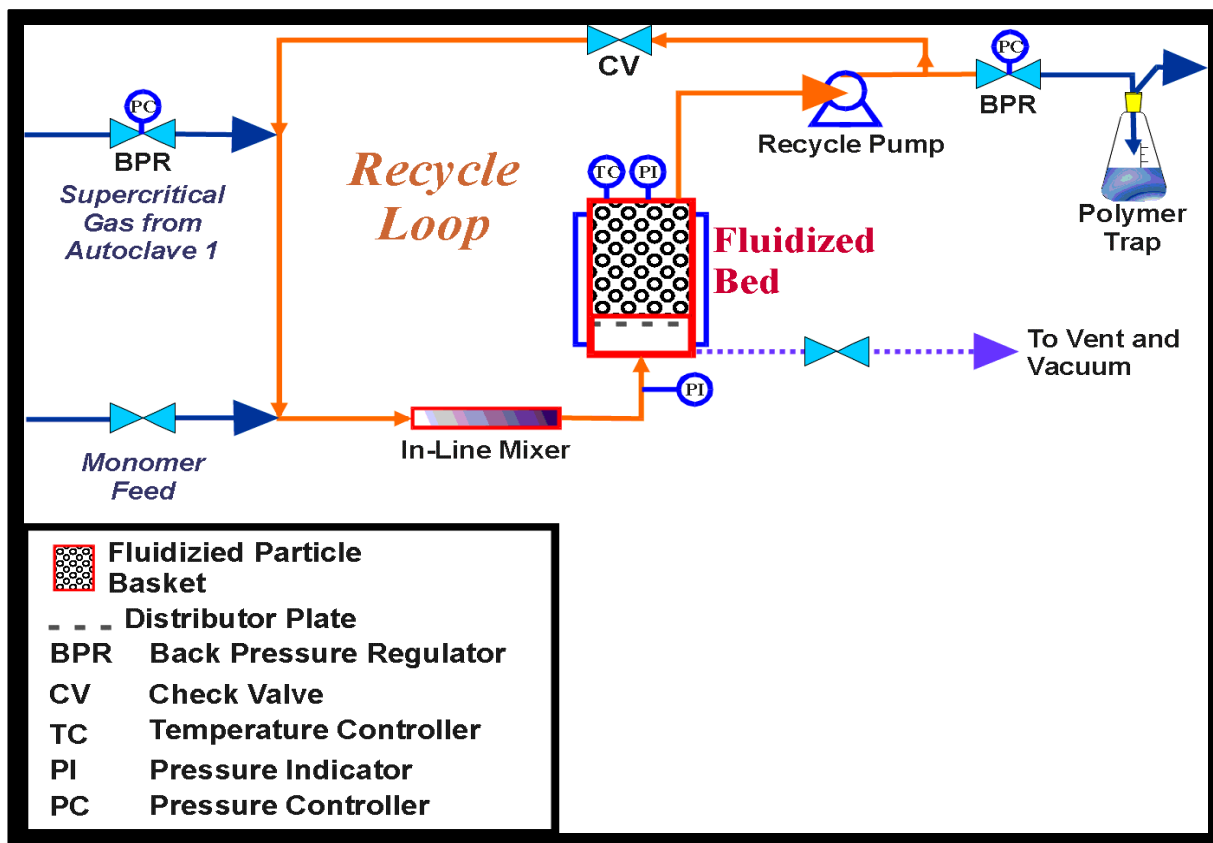 CV
PC
BPR
Recycle Pump
PC
BPR
Supercritical
Gas from
Autoclave 1
Recycle
Loop
TC
PI
Polymer
Trap
Fluidized
Bed
To Vent and
Vacuum
PI
In-Line Mixer
Monomer
Feed
Fluidizied Particle
Basket
Distributor Plate
BPR Back Pressure Regulator
CV Check Valve
TC Temperature Controller
PI Pressure Indicator
PC Pressure Controller